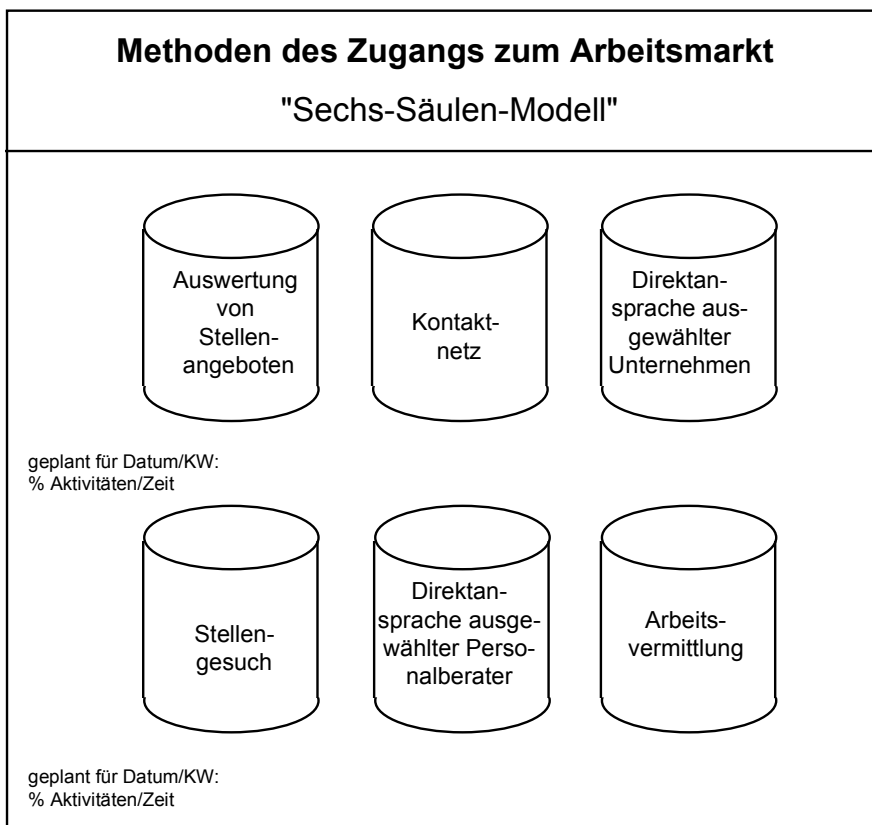 Methoden des Zugangs zum Arbeitsmarkt
"Sechs-Säulen-Modell"
Auswertung
von
Stellen-
angeboten
Kontakt-
netz
Direktan-
sprache aus-
gewählter
Unternehmen
geplant für Datum/KW:
% Aktivitäten/Zeit
Stellen-
gesuch
Direktan-
sprache ausge-
wählter Perso-
nalberater
Arbeits-
vermittlung
geplant für Datum/KW:
% Aktivitäten/Zeit